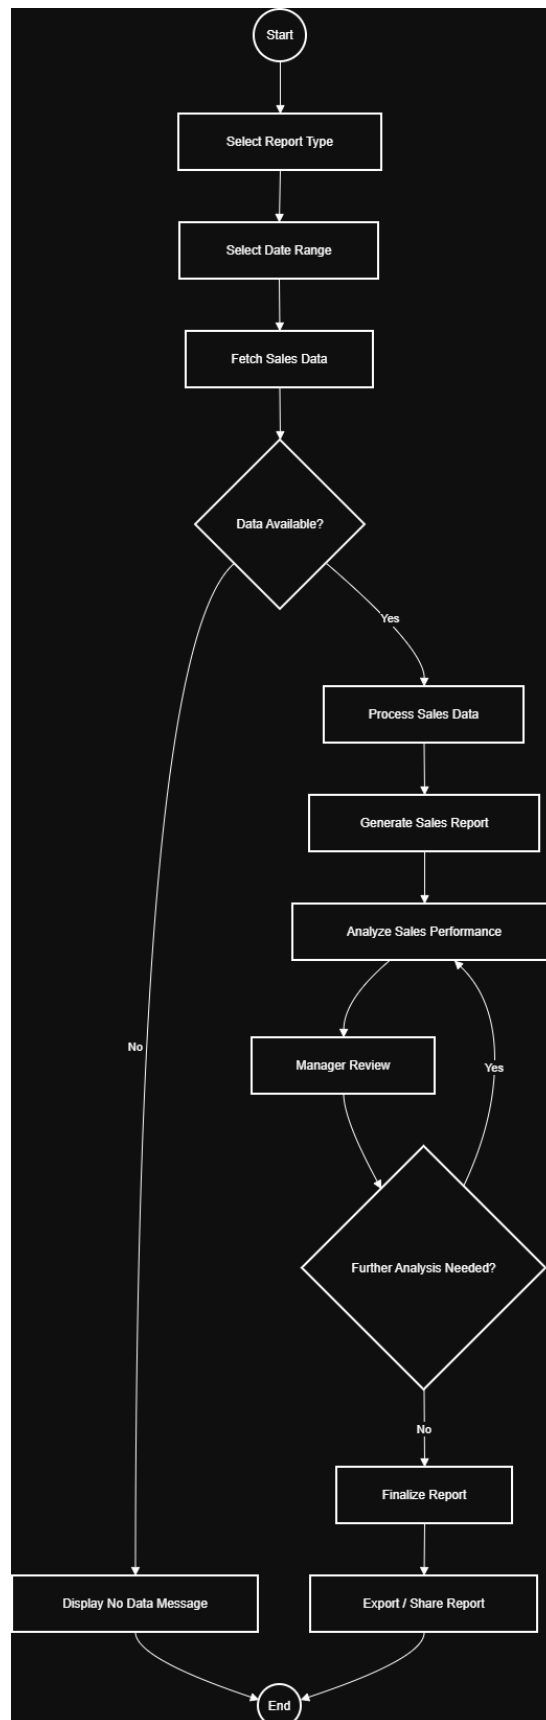 Start
Select Report Type
Select Date Range
Fetch Sales Data
Data Available?
Yes
Process Sales Data
Generate Sales Report
Analyze Sales Performance
No
Manager Review
Yes
Further Analysis Needed?
No
Finalize Report
Display No Data Message
Export / Share Report
End